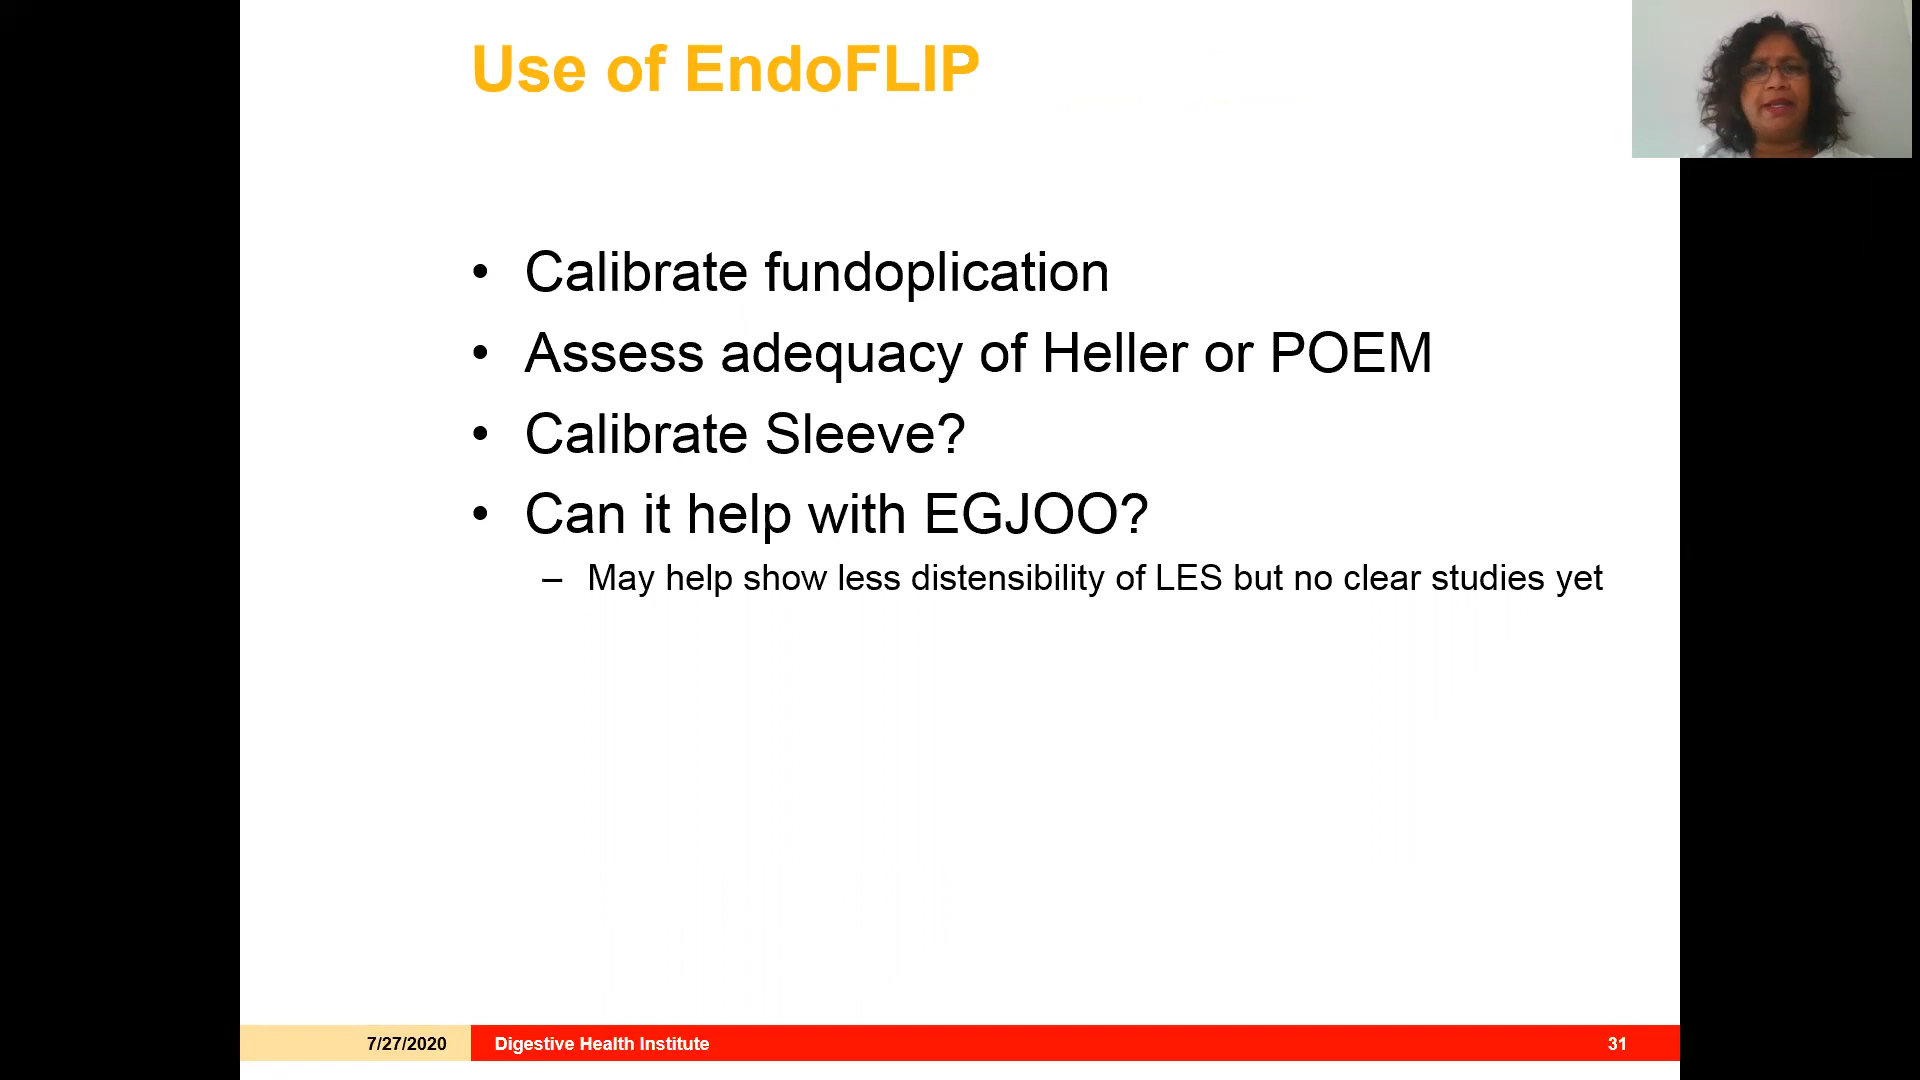 Use of EndoFLIP
• Calibrate fundoplication
• Assess adequacy of Heller or POEM
• Calibrate Sleeve?
• Can it help with EGJOO?
– May help show less distensibility of LES but no clear studies yet
7/27/2020 Digestive Health Institute 31